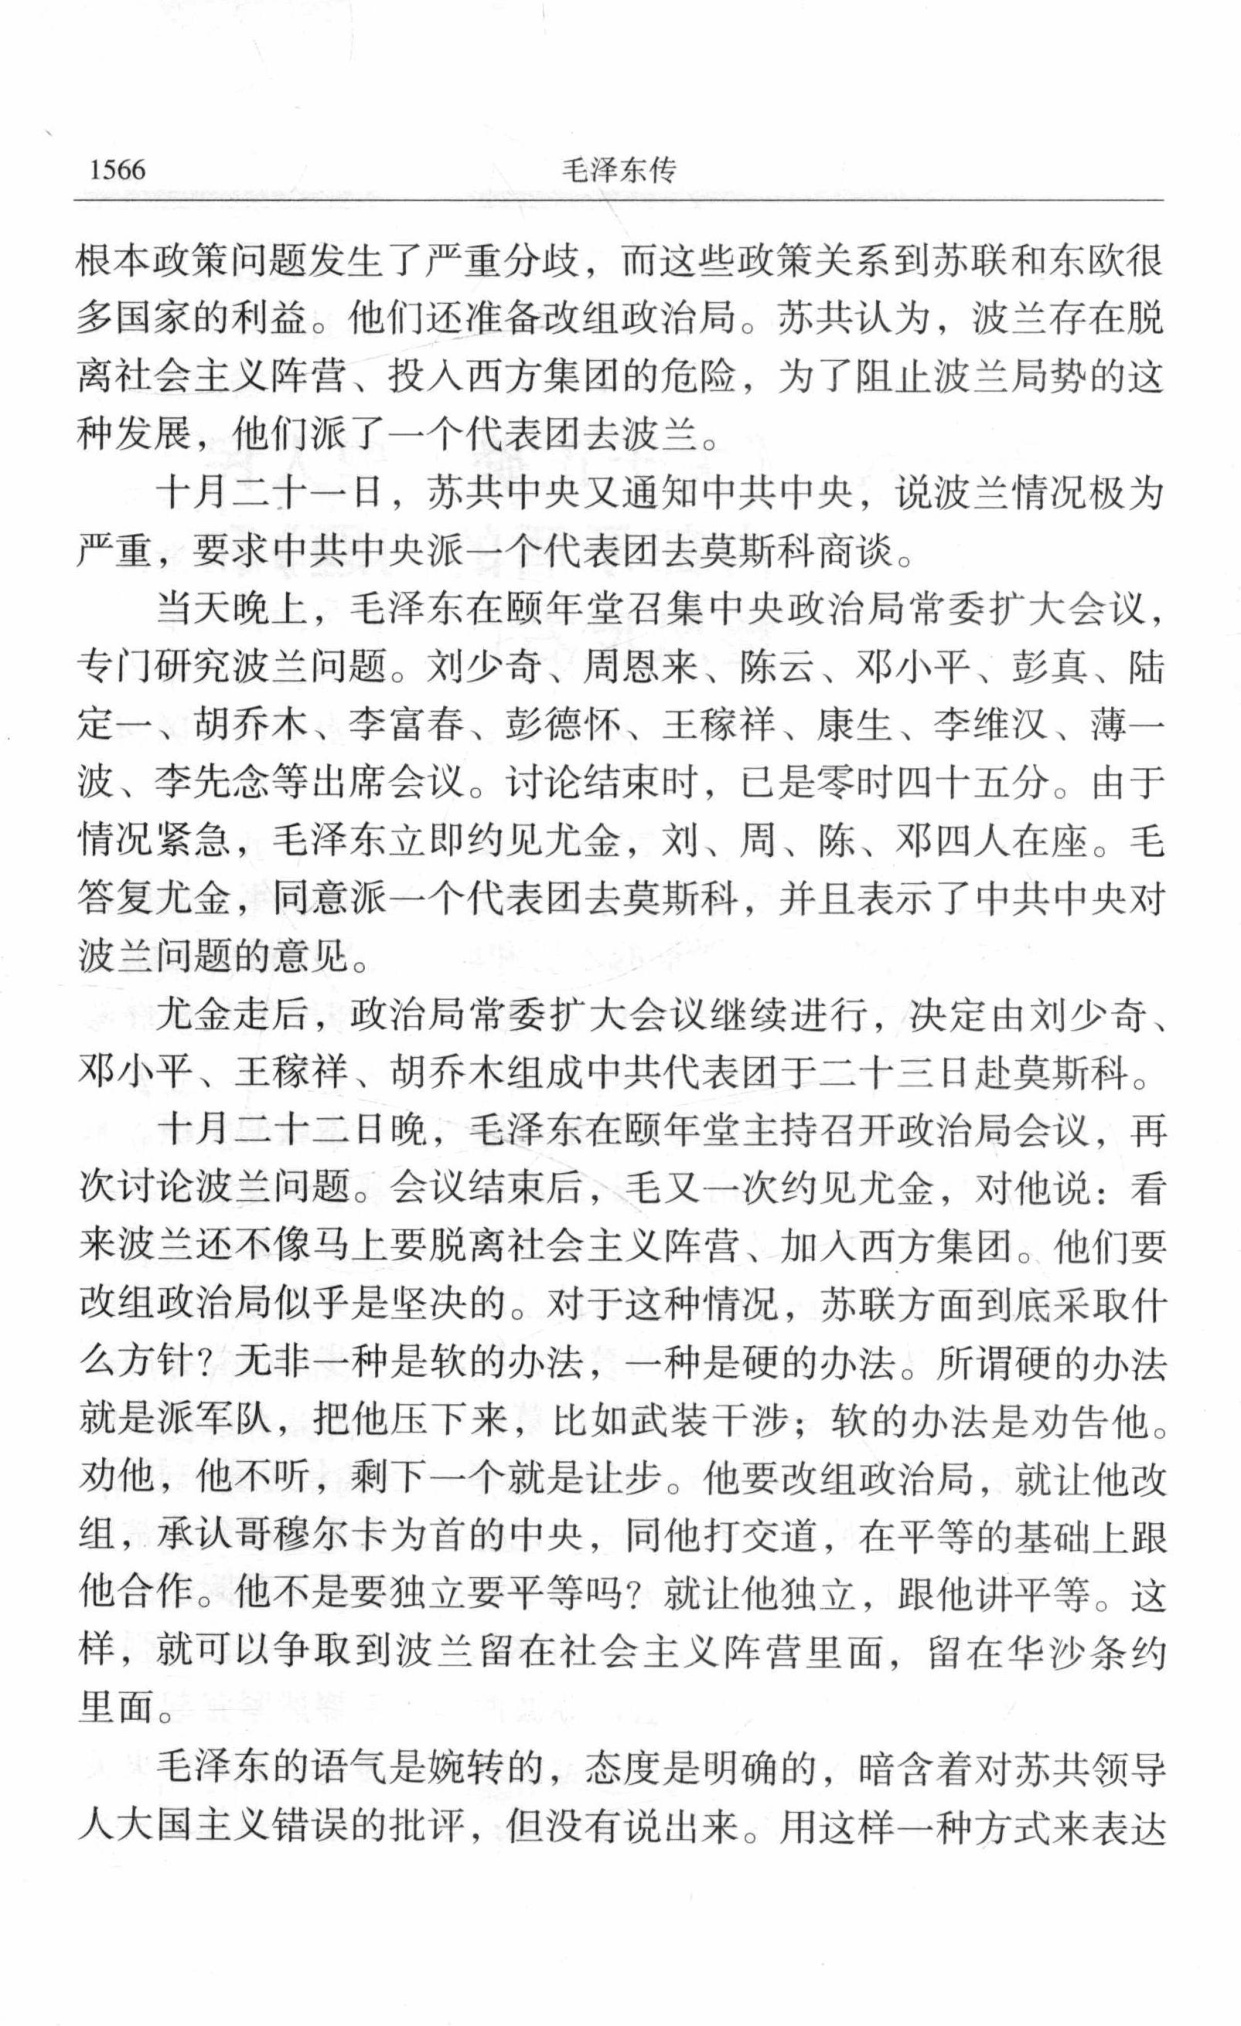 1566
毛泽东传
根本政策问题发生了严重分歧，而这些政策关系到苏联和东欧很
多国家的利益。他们还准备改组政治局。苏共认为，波兰存在脱
离社会主义阵营、投入西方集团的危险，为了阻止波兰局势的这
种发展，他们派了一个代表团去波兰。
十月二十一日，苏共中央又通知中共中央，说波兰情况极为
严重，要求中共中央派一个代表团去莫斯科商谈。
当天晚上，毛泽东在颐年堂召集中央政治局常委扩大会议，
专门研究波兰问题。刘少奇、周恩来、陈云、邓小平、彭真、陆
定一、胡乔木、李富春、彭德怀、王稼祥、康生、李维汉、薄一
波、李先念等出席会议。讨论结束时，已是零时四十五分。由于
情况紧急，毛泽东立即约见尤金，刘、周、陈、邓四人在座。毛
答复尤金，同意派一个代表团去莫斯科，并且表示了中共中央对
波兰问题的意见。
尤金走后，政治局常委扩大会议继续进行，决定由刘少奇、
邓小平、王稼祥、胡乔木组成中共代表团于二十三日赴莫斯科。
十月二十二日晚，毛泽东在颐年堂主持召开政治局会议，再
次讨论波兰问题。会议结束后，毛又一次约见尤金，对他说：看
来波兰还不像马上要脱离社会主义阵营、加入西方集团。他们要
改组政治局似乎是坚决的。对于这种情况，苏联方面到底采取什
么方针？无非一种是软的办法，一种是硬的办法。所谓硬的办法
就是派军队，把他压下来，比如武装干涉；软的办法是劝告他。
劝他，他不听，剩下一个就是让步。他要改组政治局，就让他改
组，承认哥穆尔卡为首的中央，同他打交道，在平等的基础上跟
他合作。他不是要独立要平等吗？就让他独立，跟他讲平等。这
样，就可以争取到波兰留在社会主义阵营里面，留在华沙条约
里面。
毛泽东的语气是婉转的，态度是明确的，暗含着对苏共领导
人大国主义错误的批评，但没有说出来。用这样一种方式来表达